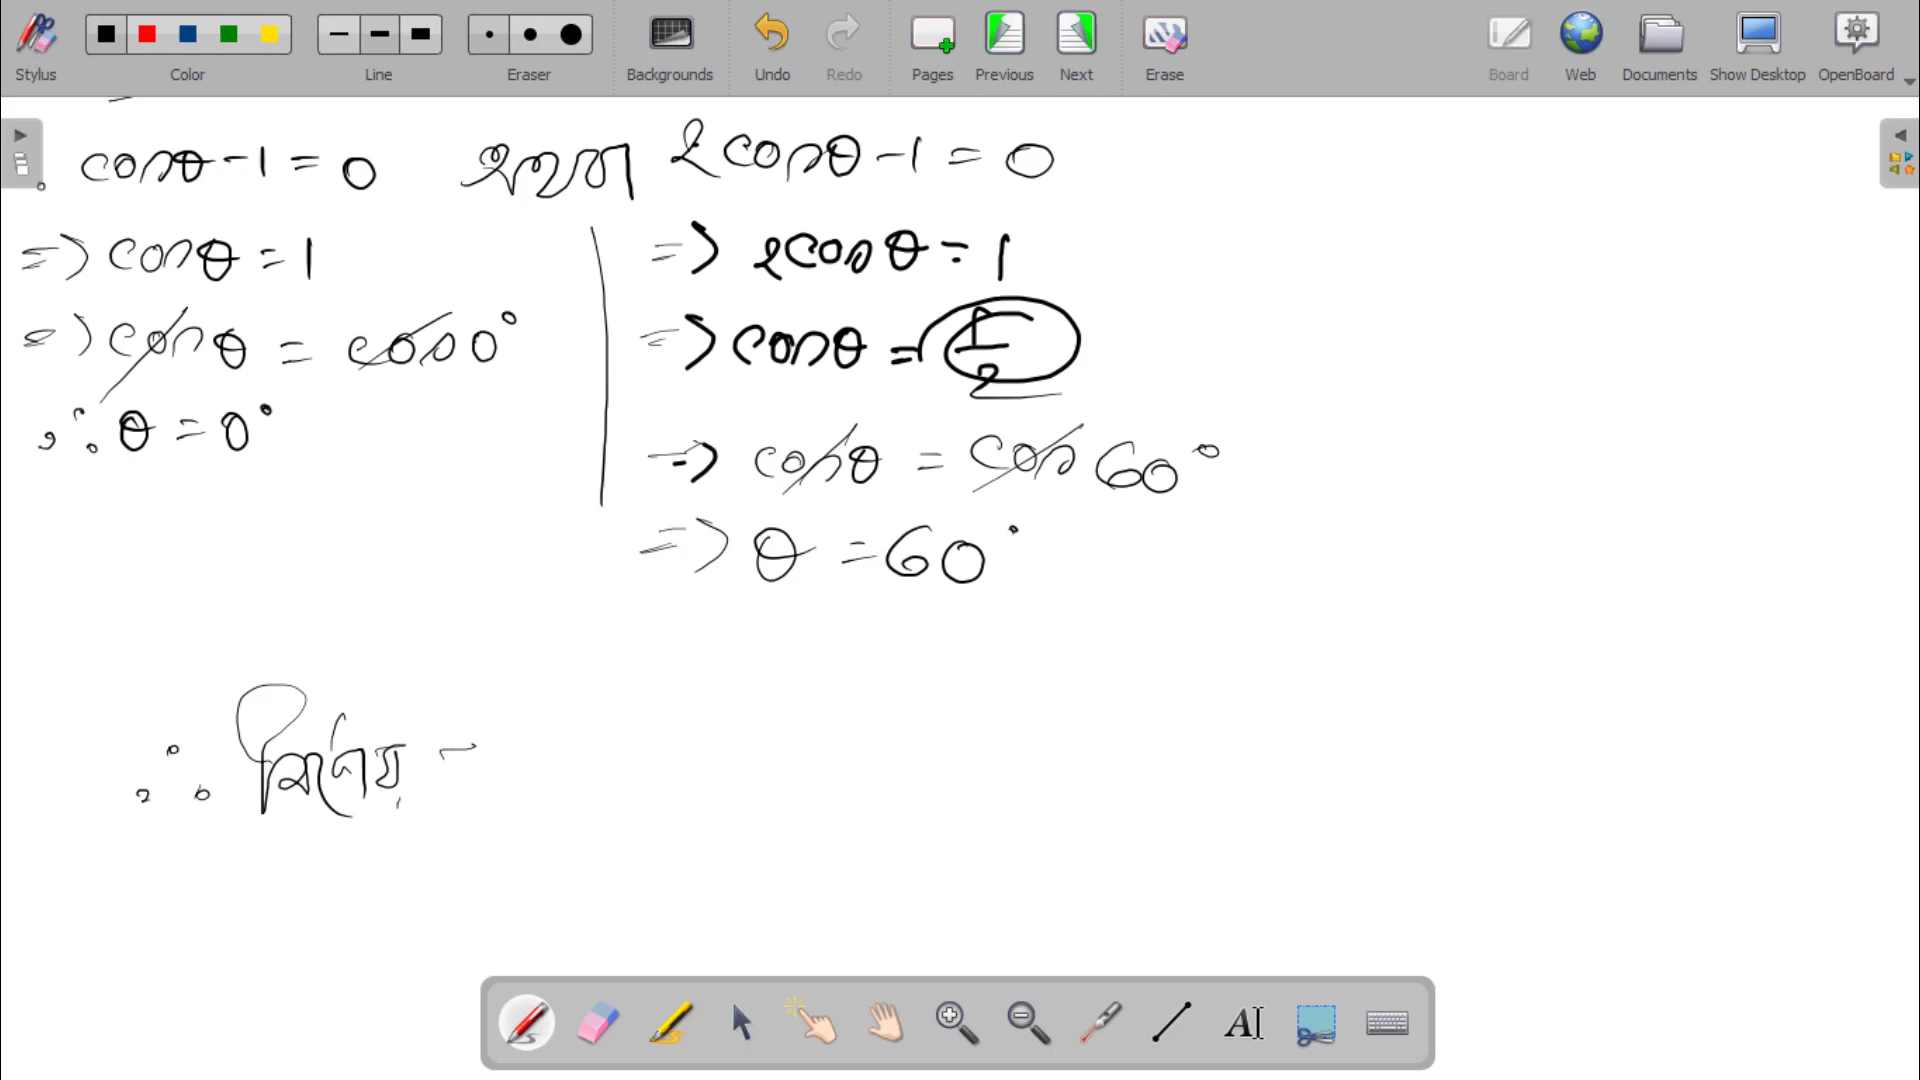 Stylus Color Line Eraser Backgrounds Undo Redo Pages Previous Next Erase Board Web Documents Show Desktop OpenBoard
cosθ-1=0 অথবা 2cosθ-1=0
=> cosθ=1
=> cosθ = cos0°
∴ θ=0°
=> 2cosθ=1
=> cosθ=1/2
=> cosθ = cos60°
=> θ=60°
∴ নির্ণেয় -
AI